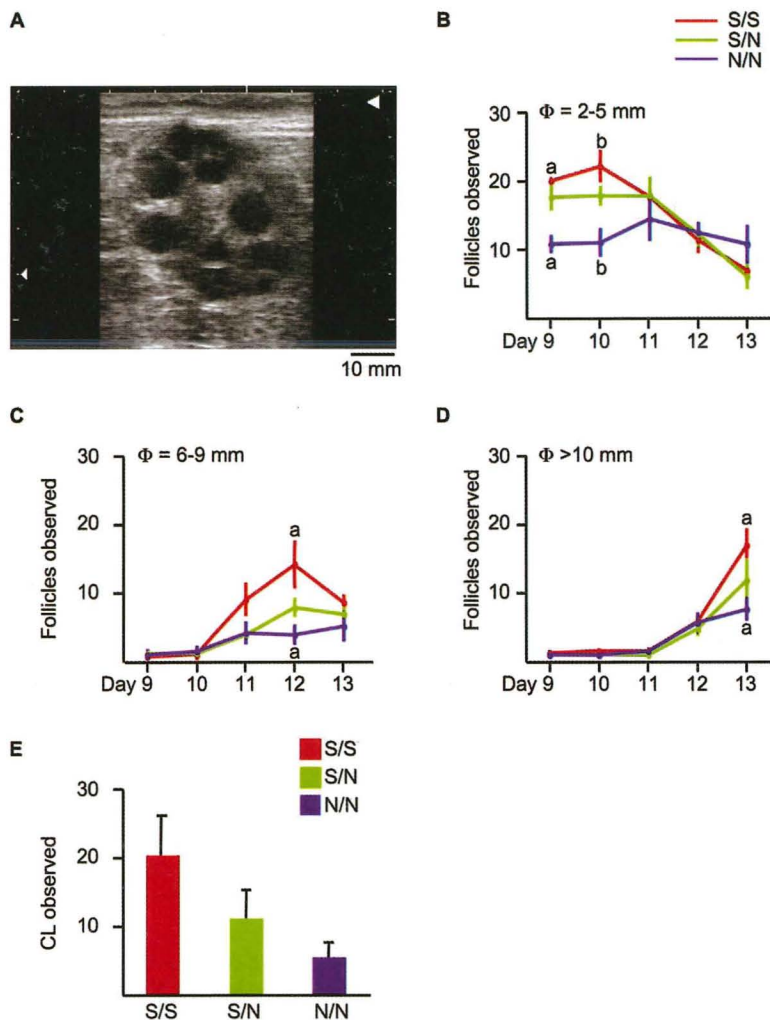 A
10 mm
B
S/S
S/N
N/N
Φ = 2-5 mm
Follicles observed
30
20
10
a
b
a
b
Day 9 10 11 12 13
C
Φ = 6-9 mm
Follicles observed
30
20
10
a
a
Day 9 10 11 12 13
D
Φ >10 mm
Follicles observed
30
20
10
a
a
Day 9 10 11 12 13
E
S/S
S/N
N/N
CL observed
30
20
10
S/S S/N N/N